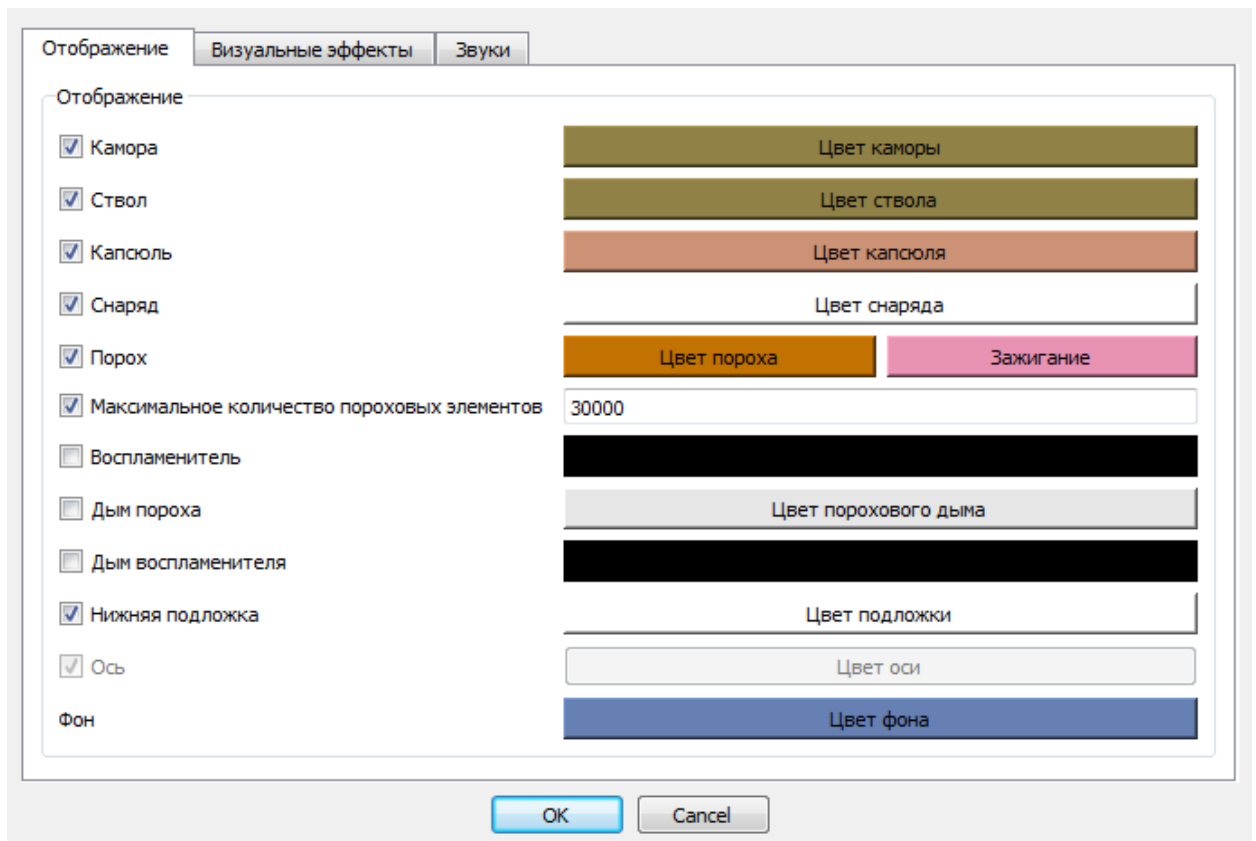 Отображение Визуальные эффекты Звуки
Отображение
Камора Цвет каморы
Ствол Цвет ствола
Капсюль Цвет капсюля
Снаряд Цвет снаряда
Порох Цвет пороха Зажигание
Максимальное количество пороховых элементов 30000
Воспламенитель
Дым пороха Цвет порохового дыма
Дым воспламенителя
Нижняя подложка Цвет подложки
Ось Цвет оси
Фон Цвет фона
OK Cancel